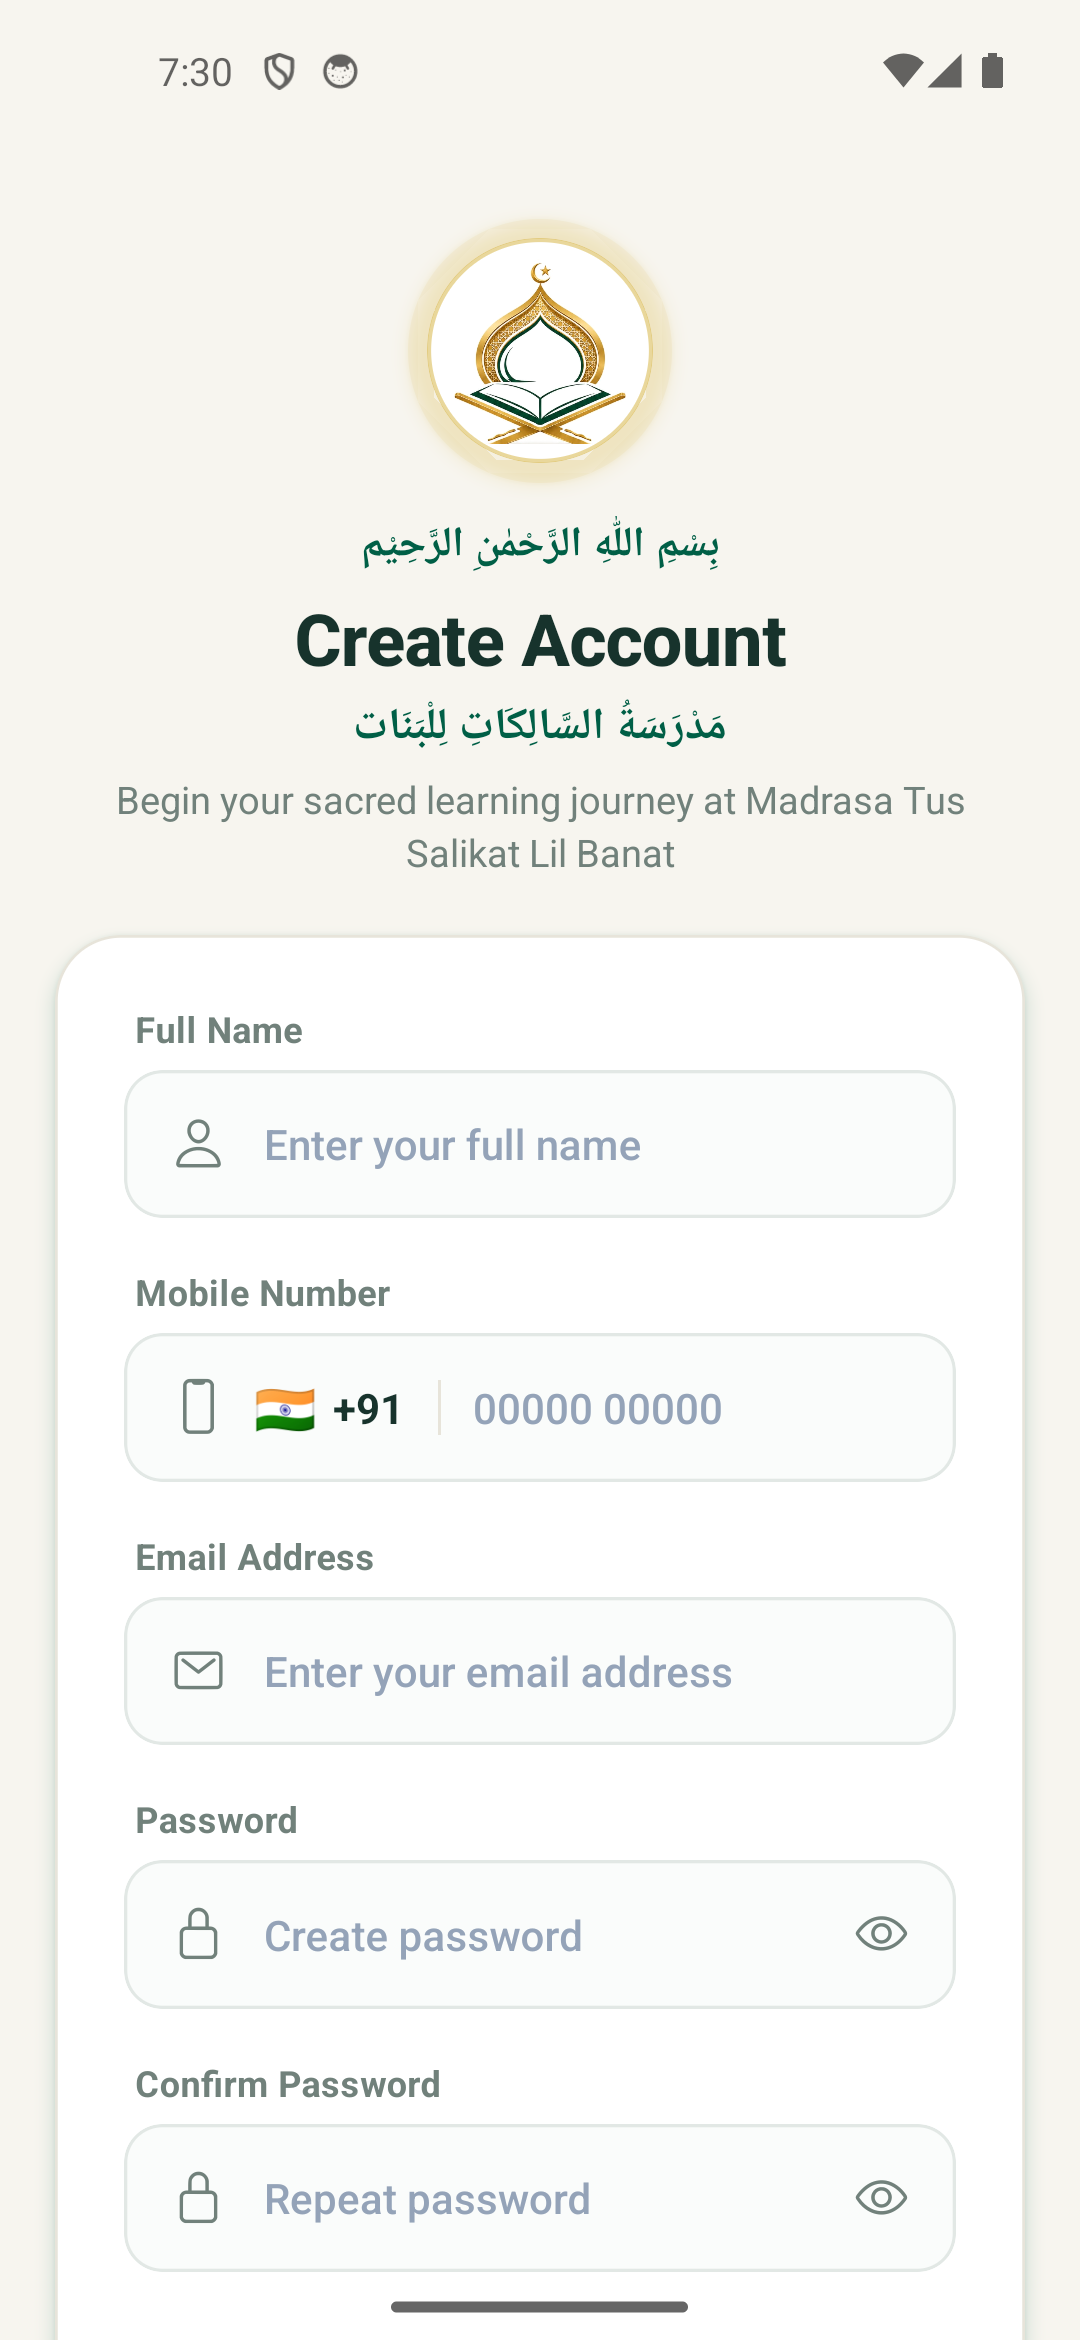 7:30
بِسْمِ اللّٰهِ الرَّحْمٰنِ الرَّحِيْم
Create Account
مَدْرَسَةُ السَّالِكَاتِ لِلْبَنَات
Begin your sacred learning journey at Madrasa Tus
Salikat Lil Banat
Full Name
Enter your full name
Mobile Number
🇮🇳 +91 00000 00000
Email Address
Enter your email address
Password
Create password
Confirm Password
Repeat password